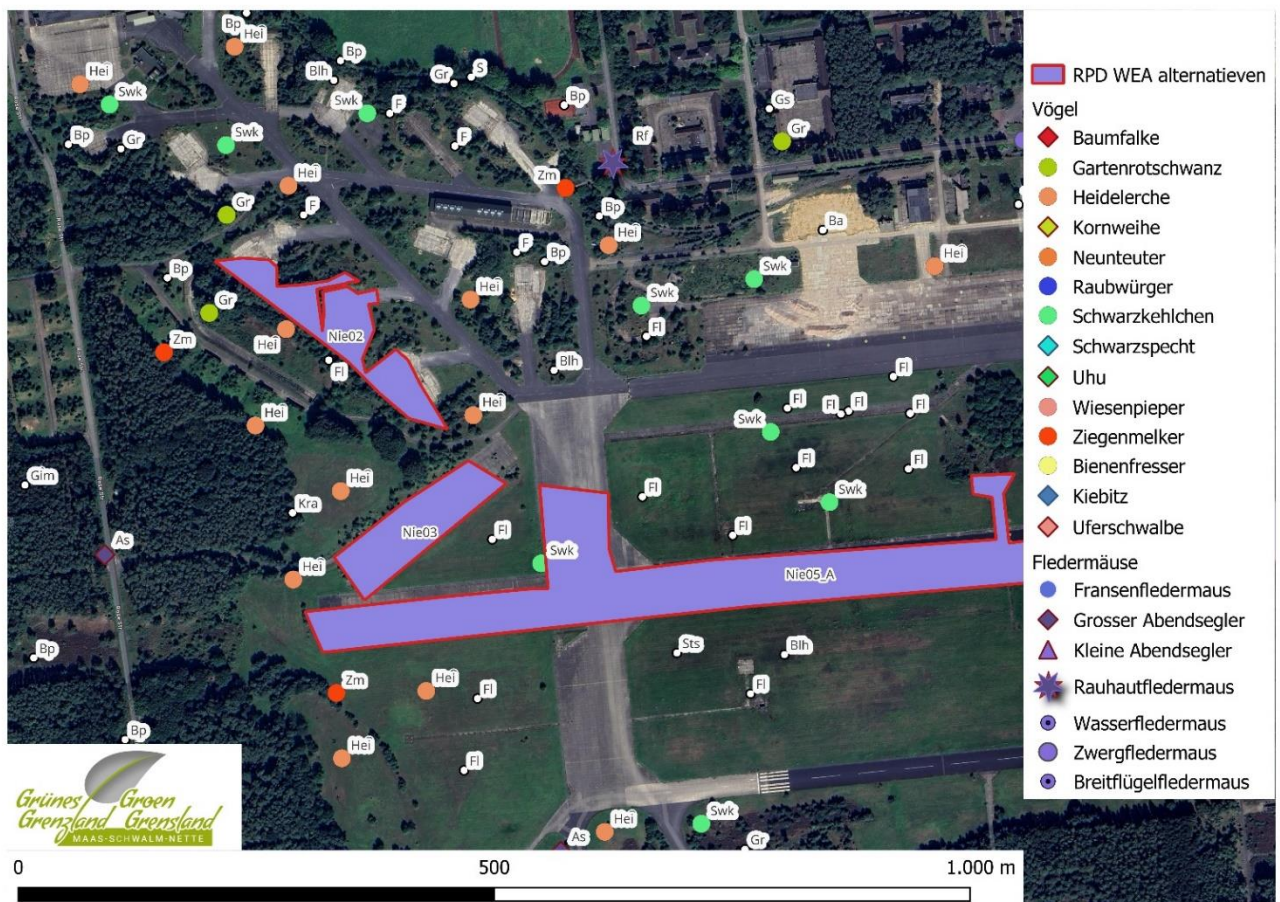 Bp
Hei
Bp
Blh
Gr
S
Hei
Swk
Swk
F
Bp
Gs
Rf
Gr
Swk
F
Bp
Gr
Hei
Zm
Gr
F
Bp
Ba
Hei
F
Bp
Hei
Swk
Bp
Gr
Hei
Swk
Nie02
Hei
Fl
Zm
Fl
Blh
Fl
Hei
Hei
Fl
Fl
Fl
Fl
Swk
Fl
Fl
Gim
Hei
Kra
Fl
Swk
Nie03
As
Fl
Fl
Swk
Hei
Nie05_A
Bp
Sts
Blh
Zm
Hei
Fl
Fl
Bp
Hei
Fl
As
Hei
Swk
Gr
RPD WEA alternatieven
Vögel
Baumfalke
Gartenrotschwanz
Heidelerche
Kornweihe
Neunteuter
Raubwürger
Schwarzkehlchen
Schwarzspecht
Uhu
Wiesenpieper
Ziegenmelker
Bienenfresser
Kiebitz
Uferschwalbe
Fledermäuse
Fransenfledermaus
Grosser Abendsegler
Kleine Abendsegler
Rauhautfledermaus
Wasserfledermaus
Zwergfledermaus
Breitflügelfledermaus
Grünes Groen
Grenzland Grensland
MAAS-SCHWALM-NETTE
0 500 1.000 m